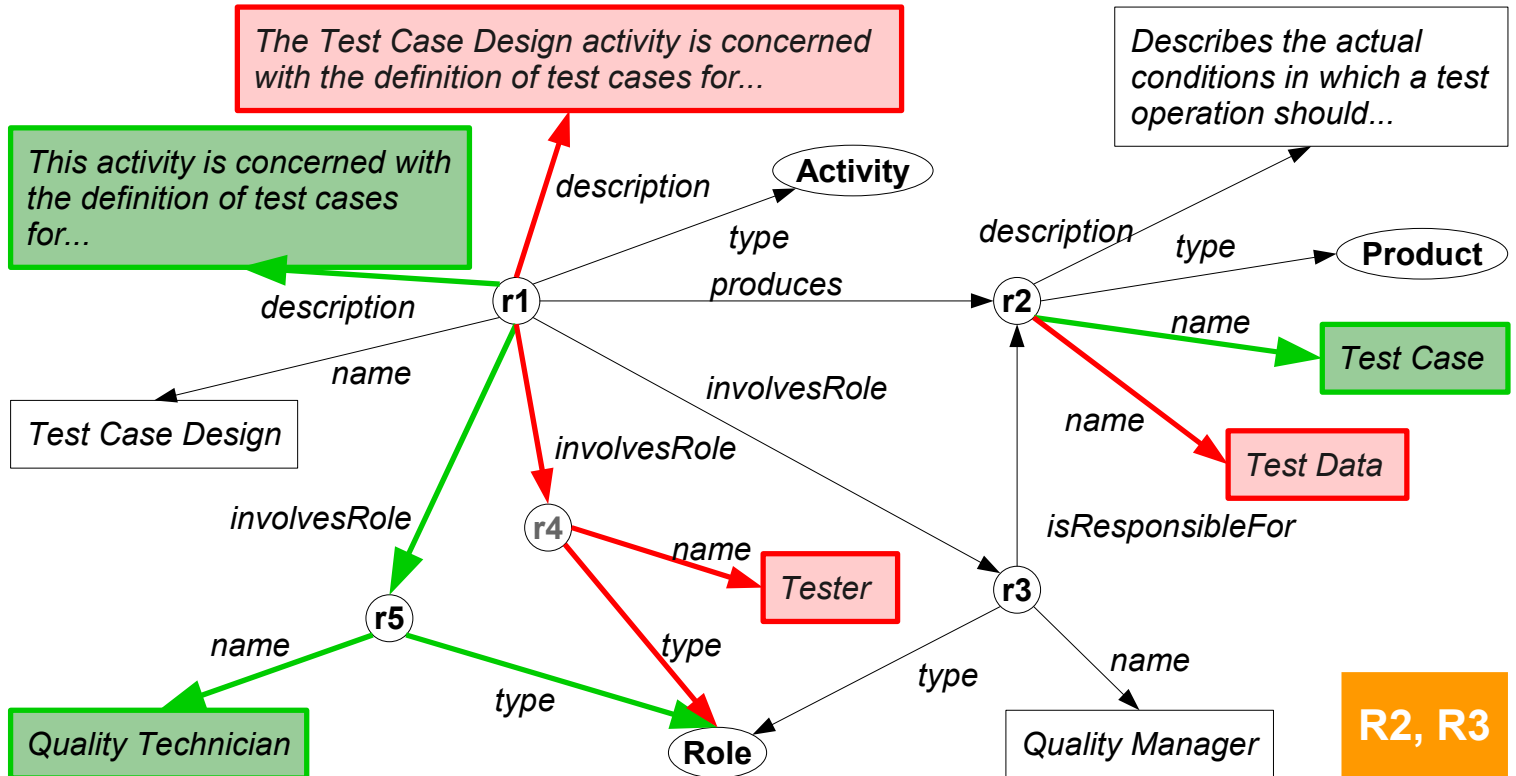 The Test Case Design activity is concerned
with the definition of test cases for...
Describes the actual
conditions in which a test
operation should...
This activity is concerned with
the definition of test cases
for...
Activity
description
type
description
type
Product
produces
r1
r2
description
name
Test Case
name
involvesRole
name
Test Case Design
involvesRole
Test Data
involvesRole
r4
isResponsibleFor
name
Tester
r3
r5
name
type
name
type
type
Quality Technician
Role
Quality Manager
R2, R3